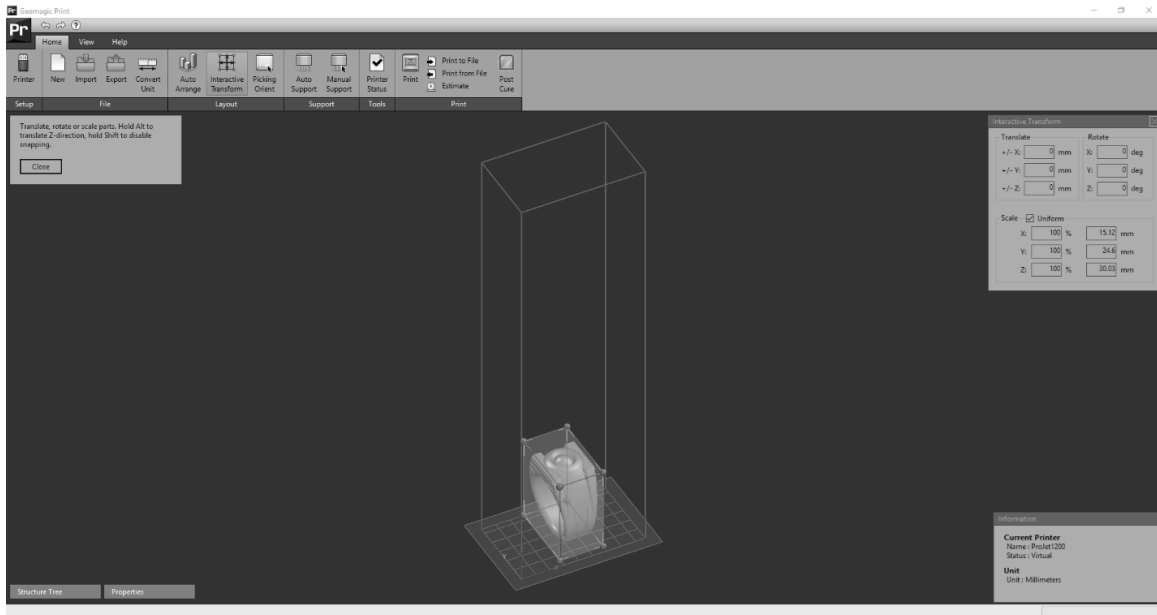 Geomagic Print
Pr
Home View Help
Printer New Import Export Convert Unit Auto Arrange Interactive Transform Picking Orient Auto Support Manual Support Printer Status Print Print to File Print from File Estimate Post Cure
Setup File Layout Support Tools Print
Translate, rotate or scale parts. Hold Alt to
translate Z-direction, hold Shift to disable
snapping.
Close
Interactive Transform
Translate Rotate
+/- X: 0 mm X: 0 deg
+/- Y: 0 mm Y: 0 deg
+/- Z: 0 mm Z: 0 deg
Scale Uniform
X: 100 % 15.12 mm
Y: 100 % 24.6 mm
Z: 100 % 30.03 mm
Information
Current Printer
Name : ProJet1200
Status : Virtual
Unit
Unit : Millimeters
Structure Tree Properties